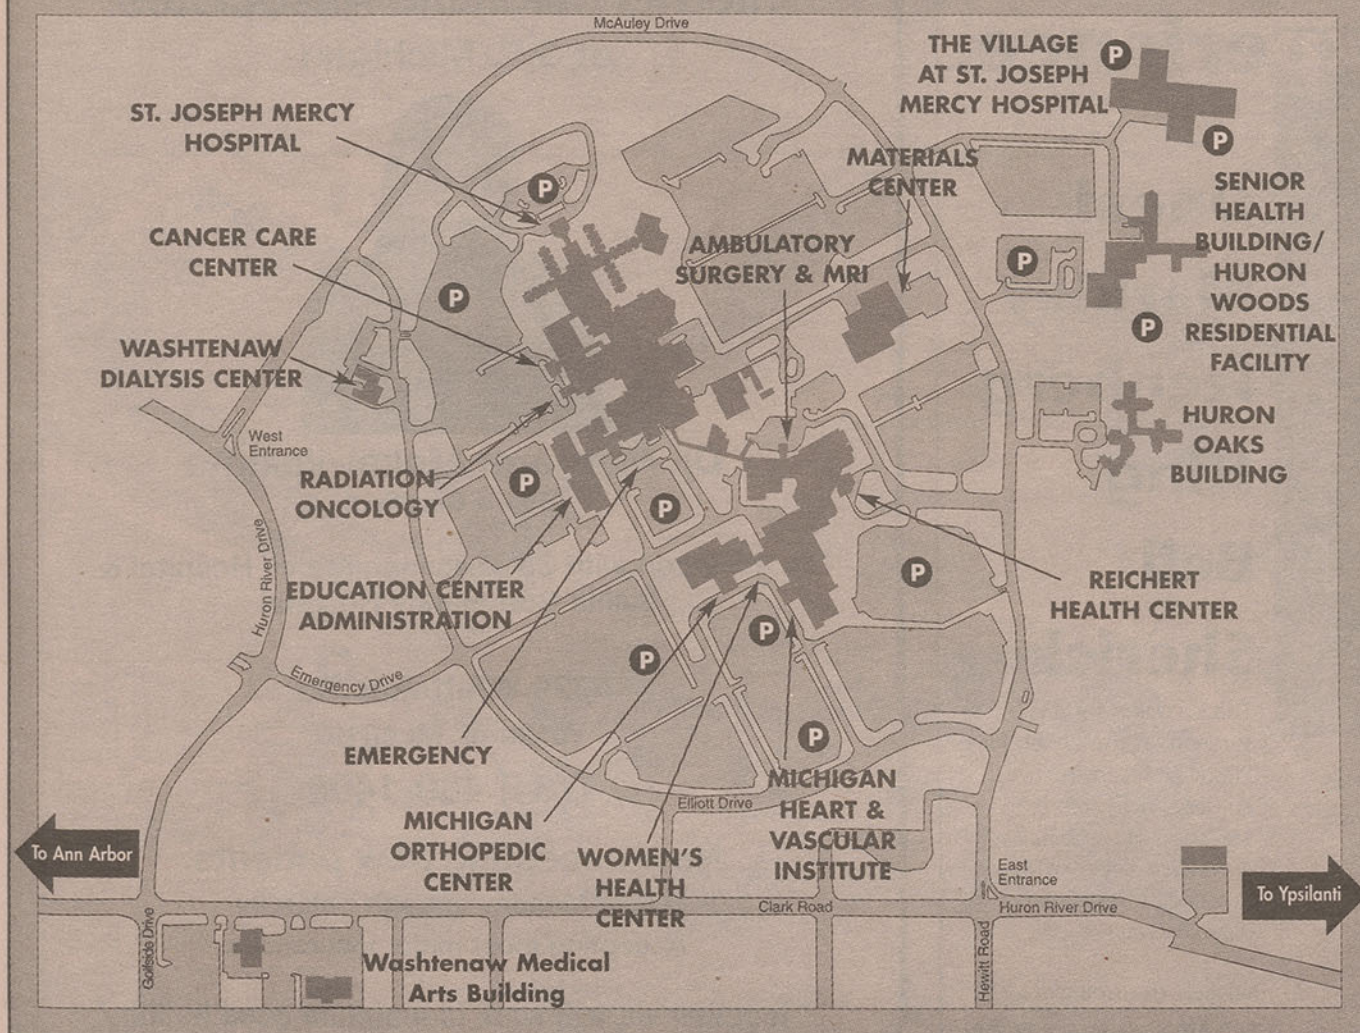 McAuley Drive
THE VILLAGE
AT ST. JOSEPH
MERCY HOSPITAL
P
P
ST. JOSEPH MERCY
HOSPITAL
P
MATERIALS
CENTER
SENIOR
HEALTH
BUILDING/
HURON
WOODS
RESIDENTIAL
FACILITY
P
P
CANCER CARE
CENTER
P
AMBULATORY
SURGERY & MRI
WASHTENAW
DIALYSIS CENTER
HURON
OAKS
BUILDING
West
Entrance
RADIATION
ONCOLOGY
P
P
Huron River Drive
EDUCATION CENTER
ADMINISTRATION
P
REICHERT
HEALTH CENTER
P
P
Emergency Drive
EMERGENCY
P
Elliott Drive
MICHIGAN
HEART &
VASCULAR
INSTITUTE
MICHIGAN
ORTHOPEDIC
CENTER
WOMEN'S
HEALTH
CENTER
To Ann Arbor
East
Entrance
To Ypsilanti
Clark Road
Huron River Drive
Golfside Drive
Hewitt Road
Washtenaw Medical
Arts Building